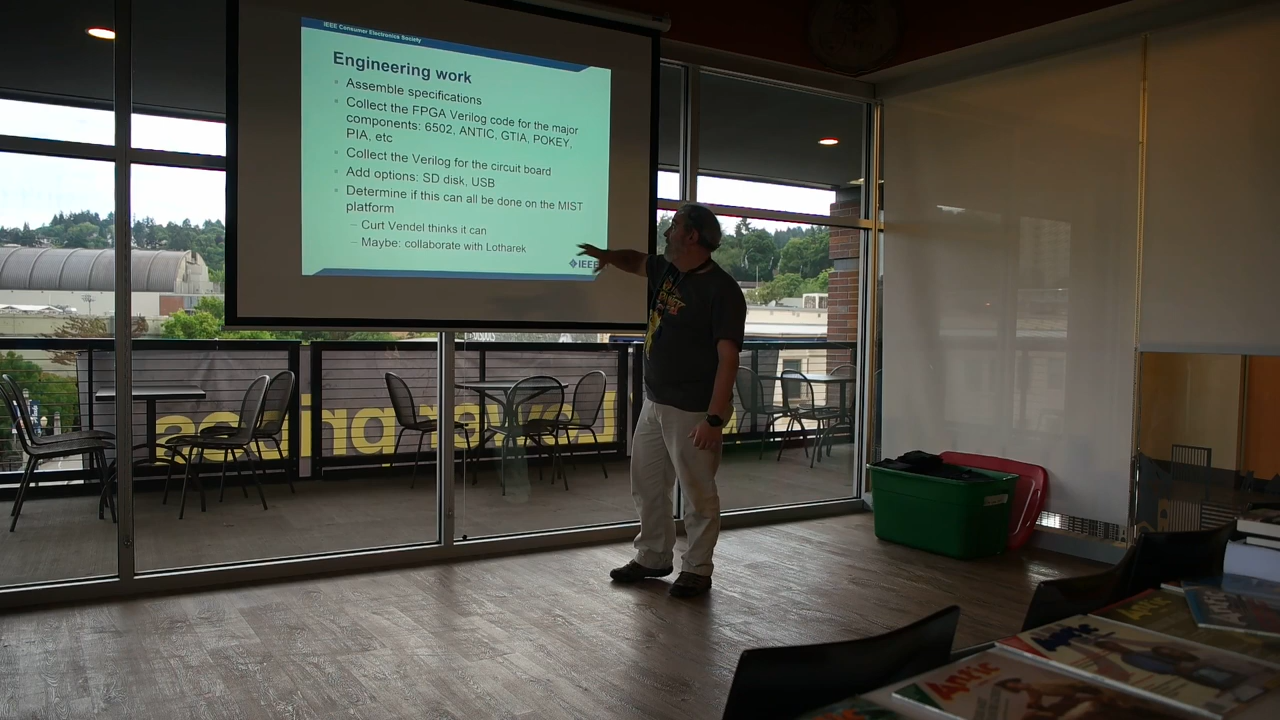 IEEE Consumer Electronics Society
Engineering work
Assemble specifications
Collect the FPGA Verilog code for the major
components: 6502, ANTIC, GTIA, POKEY,
PIA, etc
Collect the Verilog for the circuit board
Add options: SD disk, USB
Determine if this can all be done on the MIST
platform
– Curt Vendel thinks it can
– Maybe: collaborate with Lotharek
IEEE
Antic
Antic